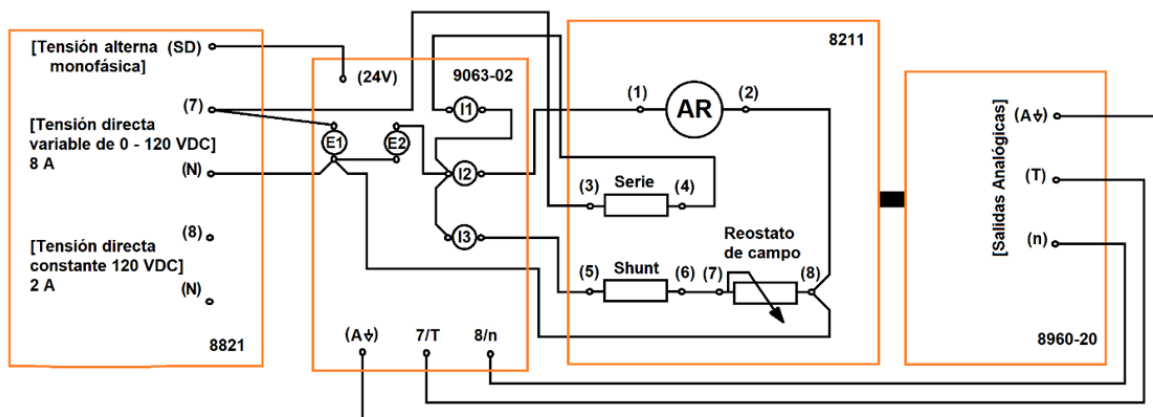 [Tensión alterna (SD)
monofásica]
(7)
[Tensión directa
variable de 0 - 120 VDC]
8 A
(N)
[Tensión directa
constante 120 VDC]
2 A
(8)
(N)
8821
(24V)
9063-02
I1
E1
E2
I2
I3
(A⏚)
7/T
8/n
8211
(1)
AR
(2)
(3)
Serie
(4)
(5)
Shunt
(6)
(7)
Reostato
de campo
(8)
[Salidas Analógicas]
(A⏚)
(T)
(n)
8960-20